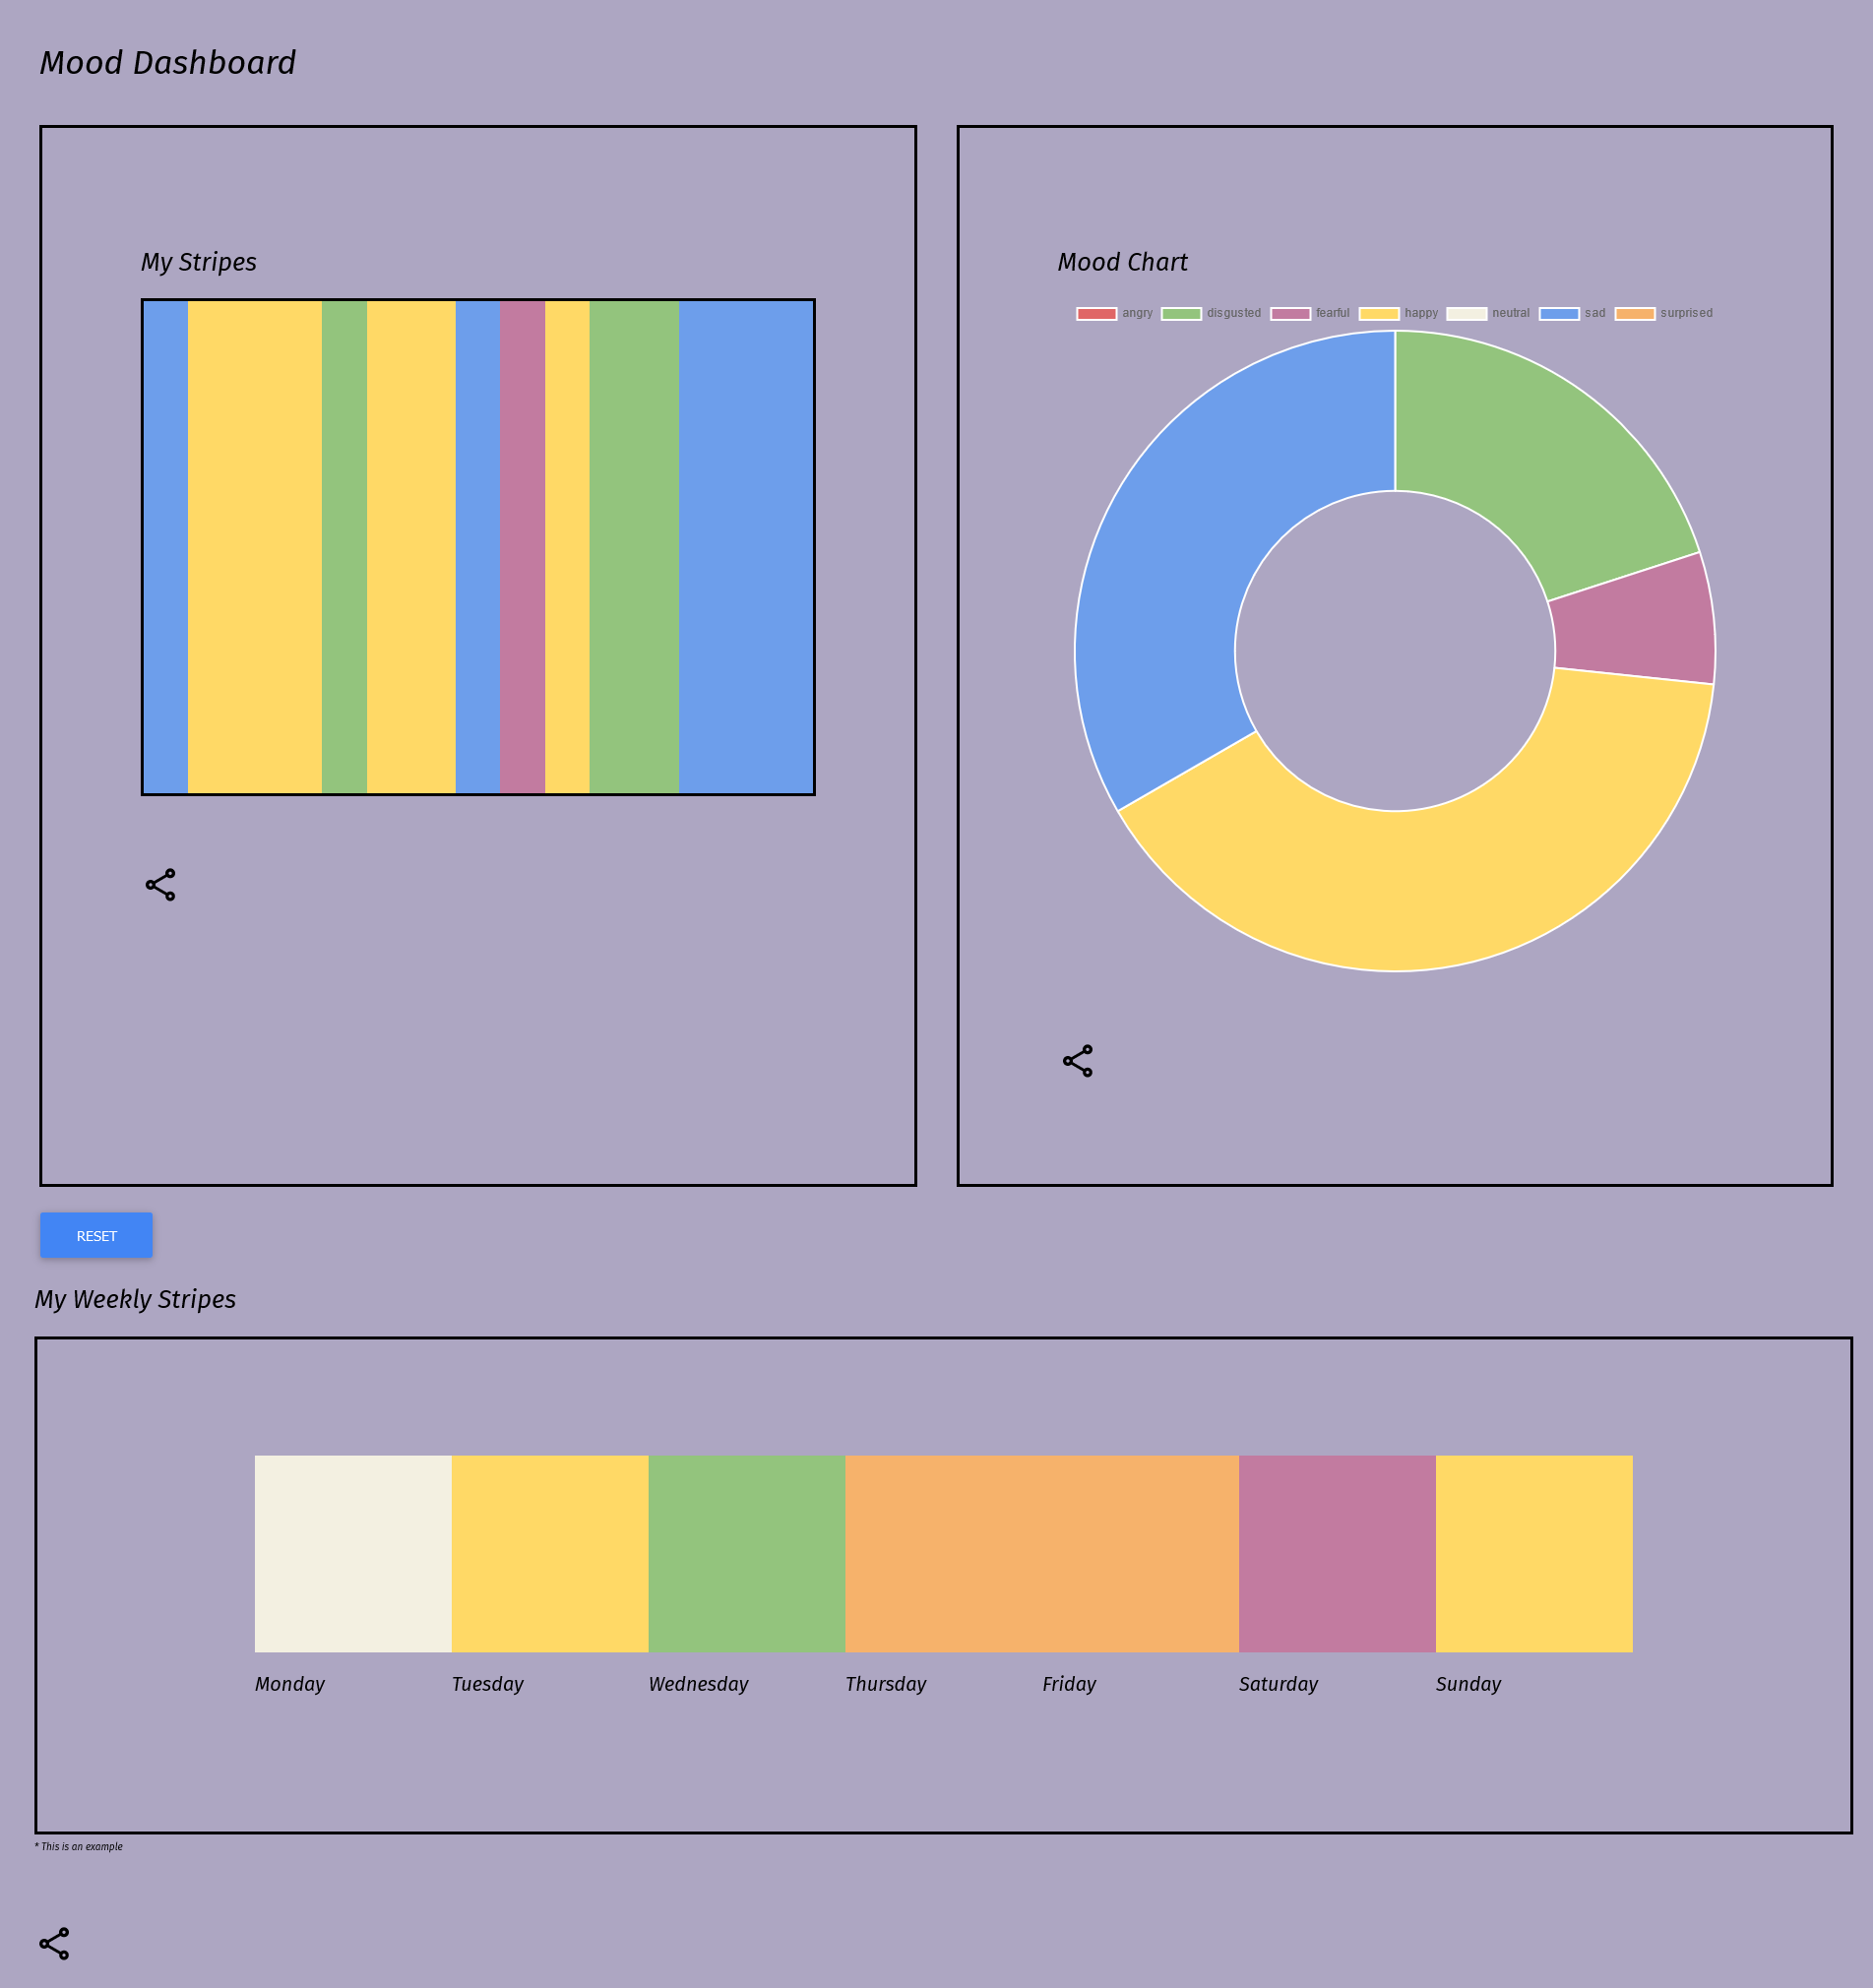 Mood Dashboard
My Stripes
Mood Chart
angry disgusted fearful happy neutral sad surprised
RESET
My Weekly Stripes
Monday Tuesday Wednesday Thursday Friday Saturday Sunday
* This is an example